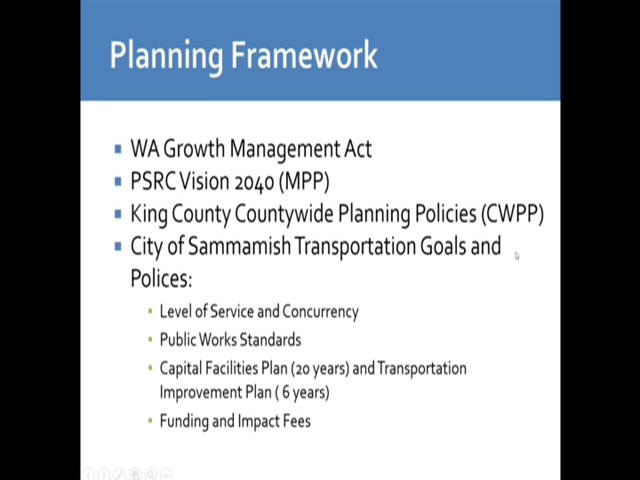 Planning Framework
WA Growth Management Act
PSRC Vision 2040 (MPP)
King County Countywide Planning Policies (CWPP)
City of Sammamish Transportation Goals and
Polices:
Level of Service and Concurrency
Public Works Standards
Capital Facilities Plan (20 years) and Transportation
Improvement Plan ( 6 years)
Funding and Impact Fees